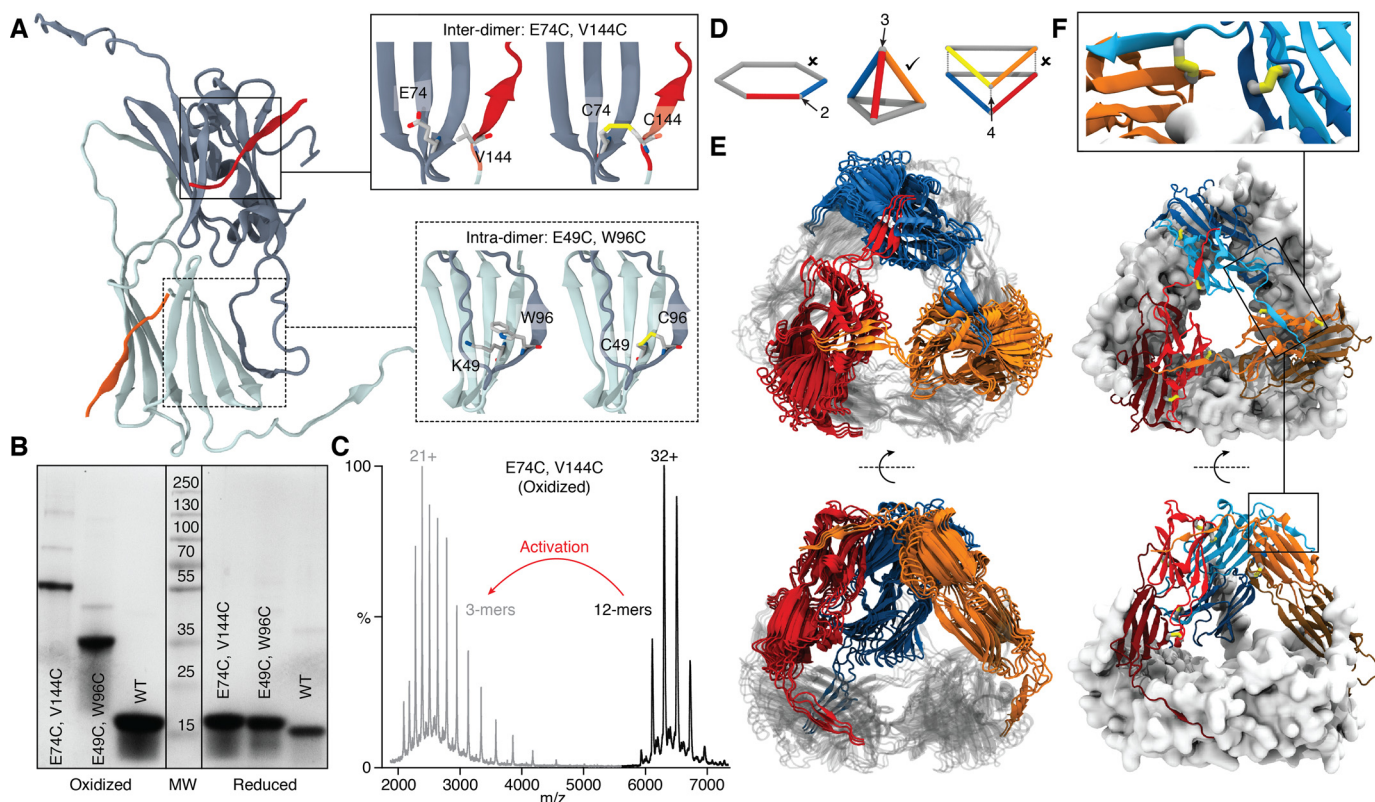 A
Inter-dimer: E74C, V144C
E74
V144
C74
C144
Intra-dimer: E49C, W96C
W96
K49
C96
C49
B
250
130
100
70
55
35
25
15
E74C, V144C
E49C, W96C
WT
E74C, V144C
E49C, W96C
WT
Oxidized
MW
Reduced
C
100
%
0
21+
E74C, V144C
(Oxidized)
32+
Activation
3-mers
12-mers
2000
3000
4000
5000
6000
7000
m/z
D
2
3
4
E
F